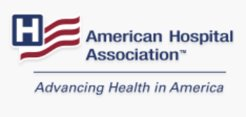 H
American Hospital
Association™
Advancing Health in America